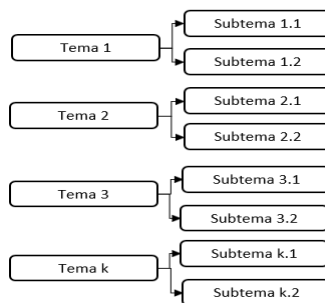 Subtema 1.1
Tema 1
Subtema 1.2
Subtema 2.1
Tema 2
Subtema 2.2
Subtema 3.1
Tema 3
Subtema 3.2
Subtema k.1
Tema k
Subtema k.2